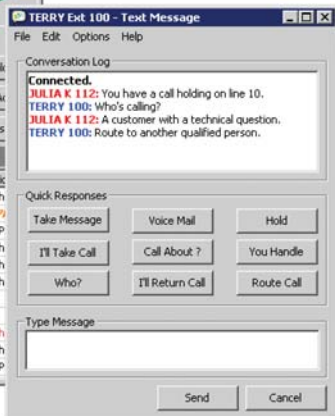 TERRY Ext 100 - Text Message
File Edit Options Help
Conversation Log
Connected.
JULIA K 112: You have a call holding on line 10.
TERRY 100: Who's calling?
JULIA K 112: A customer with a technical question.
TERRY 100: Route to another qualified person.
Quick Responses
Take Message Voice Mail Hold
I'll Take Call Call About ? You Handle
Who? I'll Return Call Route Call
Type Message
Send Cancel